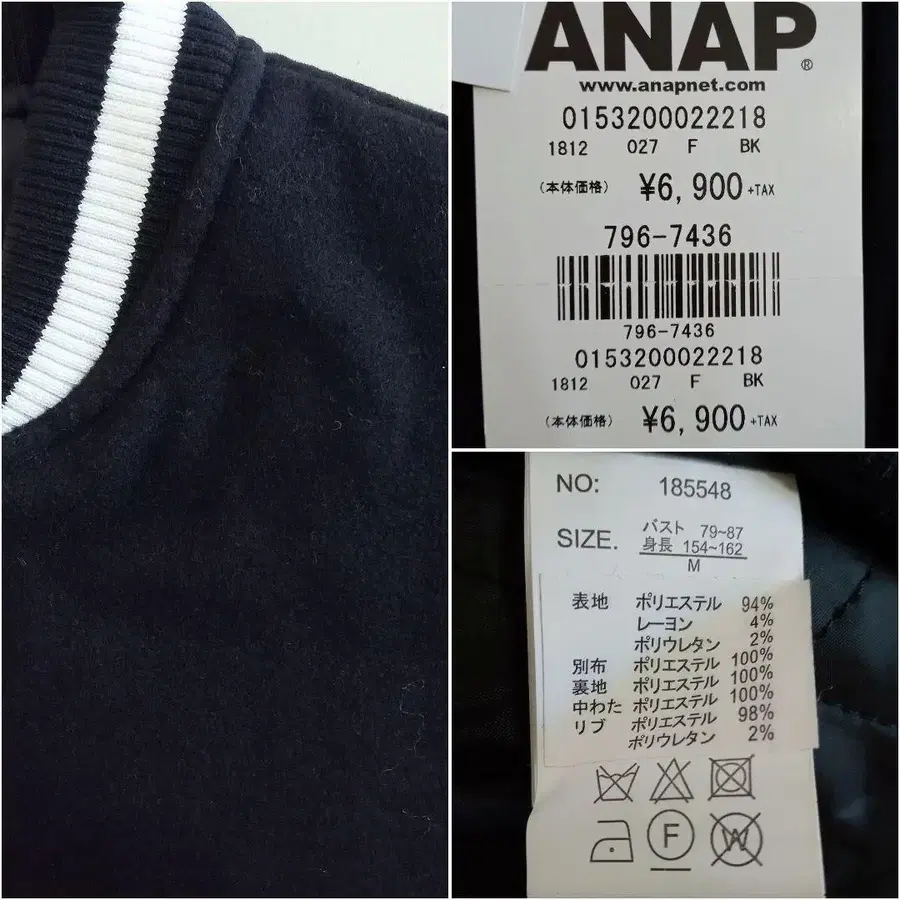 ANAP®
www.anapnet.com
0153200022218
1812 027 F BK
(本体価格) ¥6,900+TAX
796-7436
796-7436
0153200022218
1812 027 F BK
(本体価格) ¥6,900+TAX
NO: 185548
SIZE. バスト 79~87
身長 154~162
M
表地 ポリエステル 94%
レーヨン 4%
ポリウレタン 2%
別布 ポリエステル 100%
裏地 ポリエステル 100%
中わた ポリエステル 100%
リブ ポリエステル 98%
ポリウレタン 2%
F
W